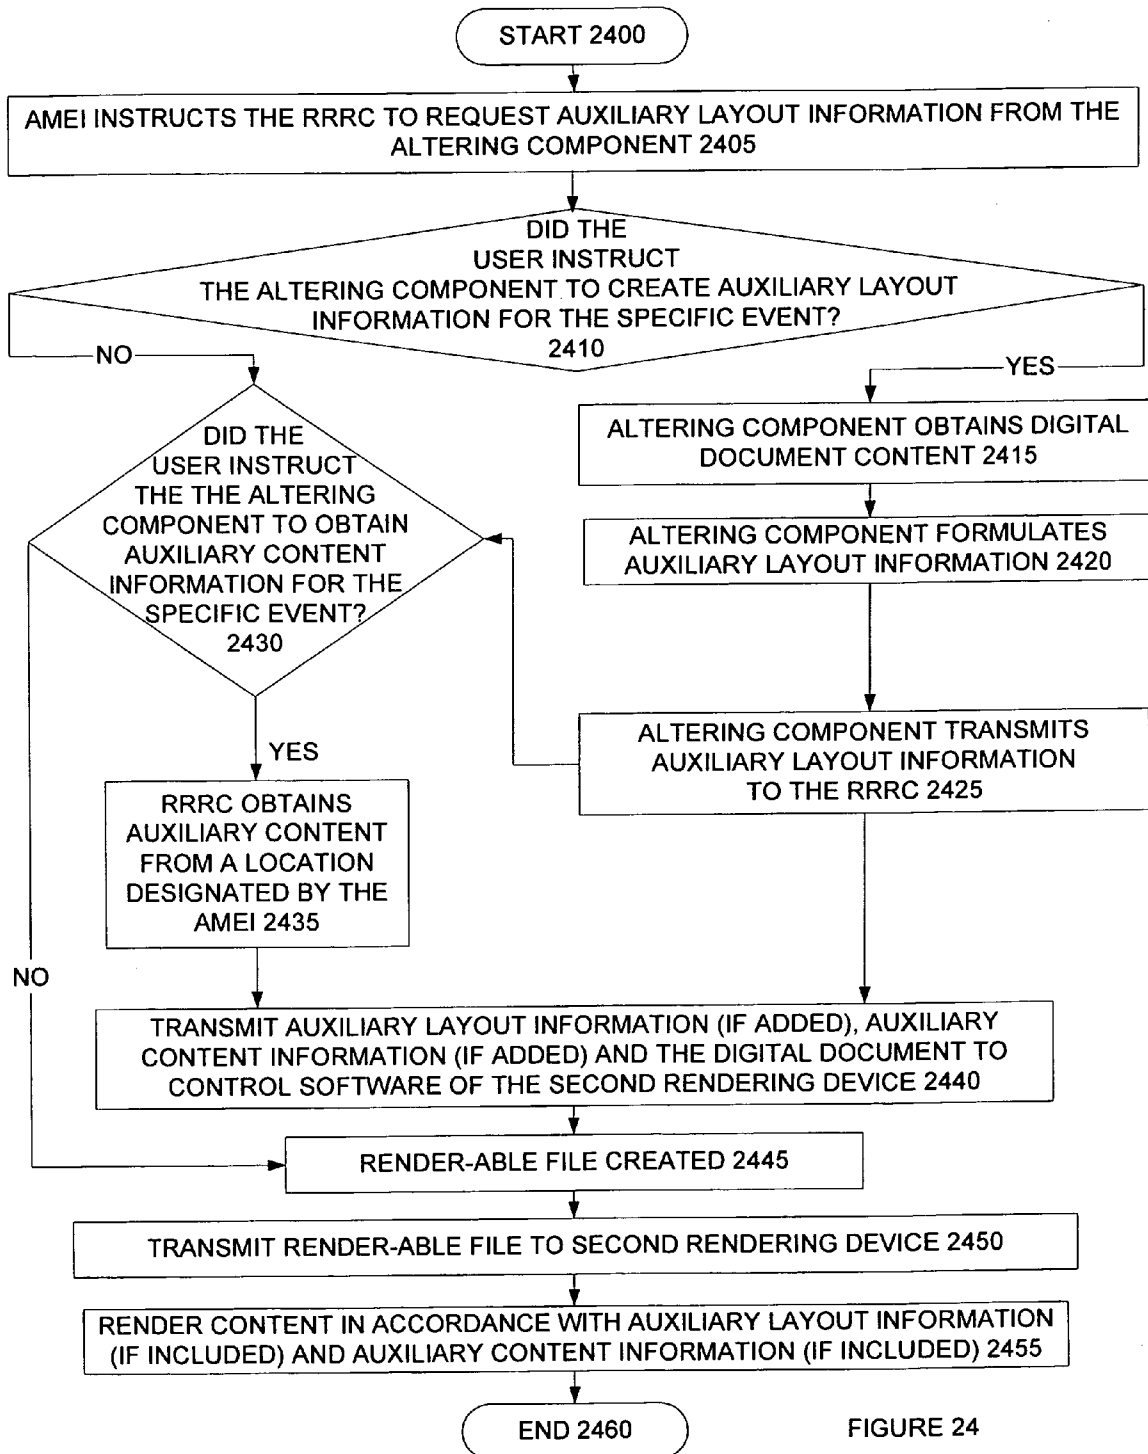 START 2400
AMEI INSTRUCTS THE RRRC TO REQUEST AUXILIARY LAYOUT INFORMATION FROM THE
ALTERING COMPONENT 2405
DID THE
USER INSTRUCT
THE ALTERING COMPONENT TO CREATE AUXILIARY LAYOUT
INFORMATION FOR THE SPECIFIC EVENT?
2410
NO
YES
DID THE
USER INSTRUCT
THE THE ALTERING
COMPONENT TO OBTAIN
AUXILIARY CONTENT
INFORMATION FOR THE
SPECIFIC EVENT?
2430
ALTERING COMPONENT OBTAINS DIGITAL
DOCUMENT CONTENT 2415
ALTERING COMPONENT FORMULATES
AUXILIARY LAYOUT INFORMATION 2420
ALTERING COMPONENT TRANSMITS
AUXILIARY LAYOUT INFORMATION
TO THE RRRC 2425
YES
RRRC OBTAINS
AUXILIARY CONTENT
FROM A LOCATION
DESIGNATED BY THE
AMEI 2435
NO
TRANSMIT AUXILIARY LAYOUT INFORMATION (IF ADDED), AUXILIARY
CONTENT INFORMATION (IF ADDED) AND THE DIGITAL DOCUMENT TO
CONTROL SOFTWARE OF THE SECOND RENDERING DEVICE 2440
RENDER-ABLE FILE CREATED 2445
TRANSMIT RENDER-ABLE FILE TO SECOND RENDERING DEVICE 2450
RENDER CONTENT IN ACCORDANCE WITH AUXILIARY LAYOUT INFORMATION
(IF INCLUDED) AND AUXILIARY CONTENT INFORMATION (IF INCLUDED) 2455
END 2460
FIGURE 24